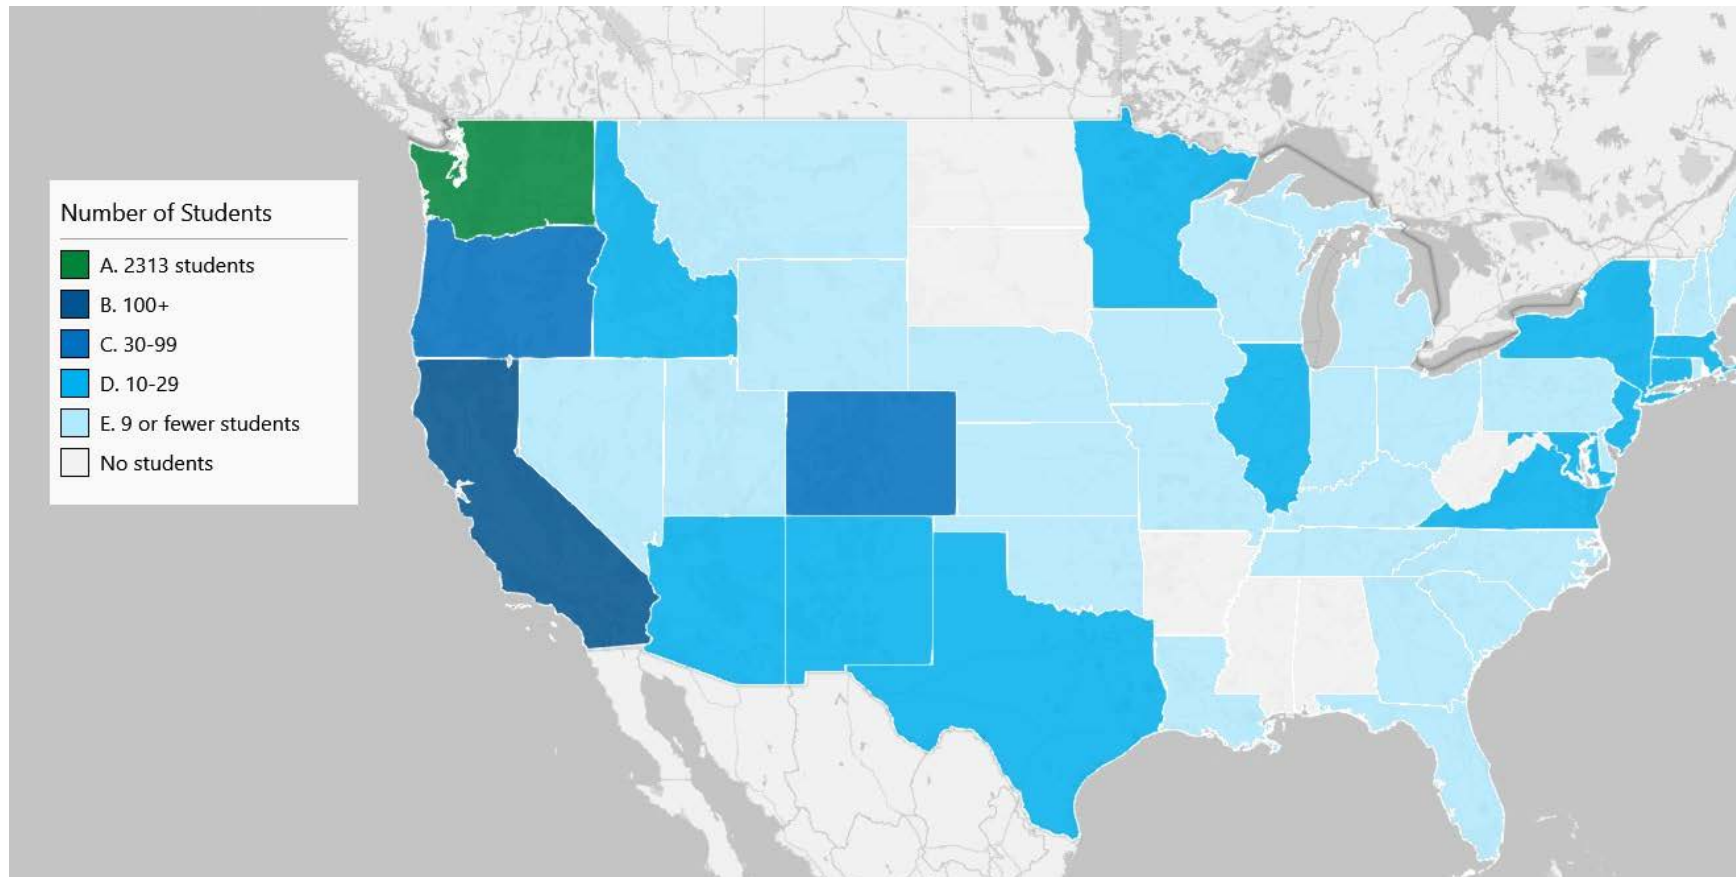 Number of Students
A. 2313 students
B. 100+
C. 30-99
D. 10-29
E. 9 or fewer students
No students